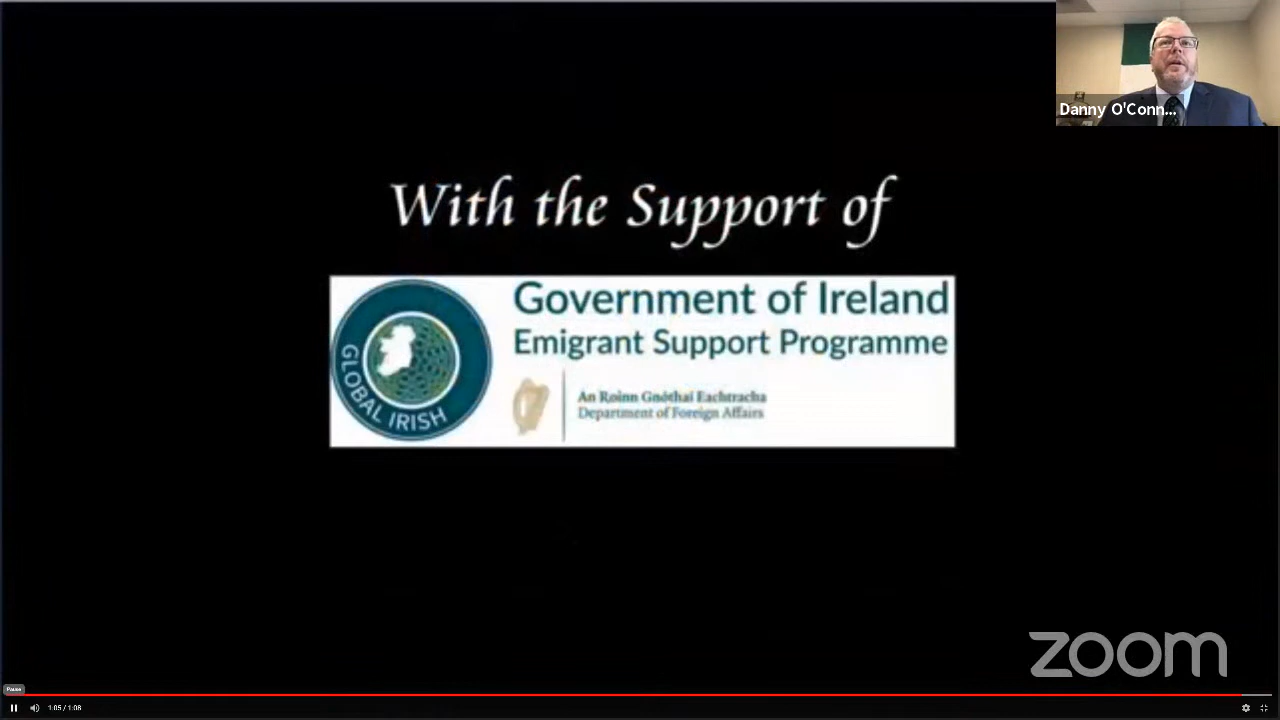 Danny O'Conn...
With the Support of
Government of Ireland
Emigrant Support Programme
GLOBAL IRISH
An Roinn Gnóthaí Eachtracha
Department of Foreign Affairs
zoom
Pause
1:05 / 1:08